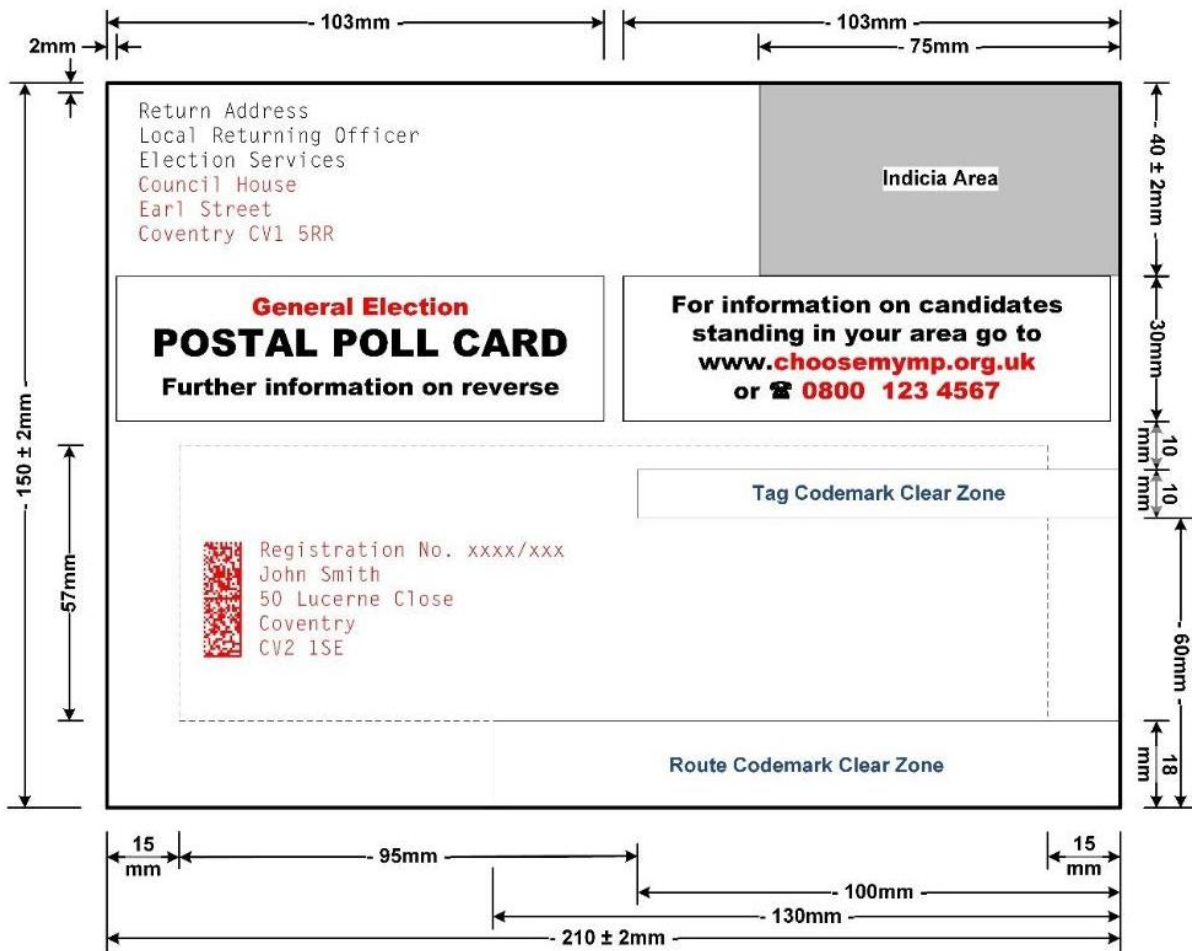 - 103mm -
- 103mm -
2mm
- 75mm-
Return Address
Local Returning Officer
Election Services
Council House
Earl Street
Coventry CV1 5RR
Indicia Area
- 40 ± 2mm -
General Election
POSTAL POLL CARD
Further information on reverse
For information on candidates
standing in your area go to
www.choosemymp.org.uk
or ☎ 0800 123 4567
30mm
- 150 ± 2mm -
10
mm
Tag Codemark Clear Zone
10
mm
57mm
Registration No. xxxx/xxx
John Smith
50 Lucerne Close
Coventry
CV2 1SE
- 60mm -
Route Codemark Clear Zone
18
mm
15
mm
- 95mm -
15
mm
- 100mm -
- 130mm -
- 210 ± 2mm -